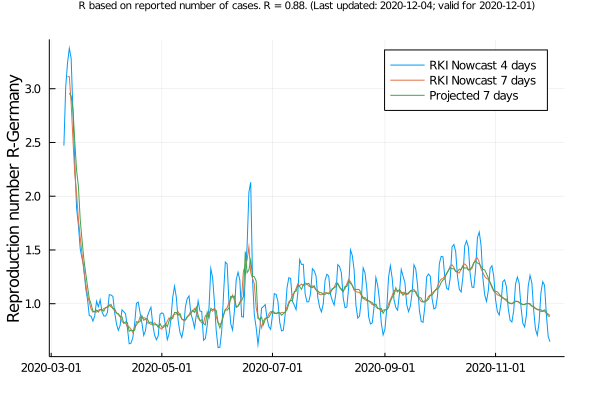 R based on reported number of cases. R = 0.88. (Last updated: 2020-12-04; valid for 2020-12-01)
RKI Nowcast 4 days
RKI Nowcast 7 days
Projected 7 days
Reproduction number R-Germany
3.0
2.5
2.0
1.5
1.0
2020-03-01
2020-05-01
2020-07-01
2020-09-01
2020-11-01